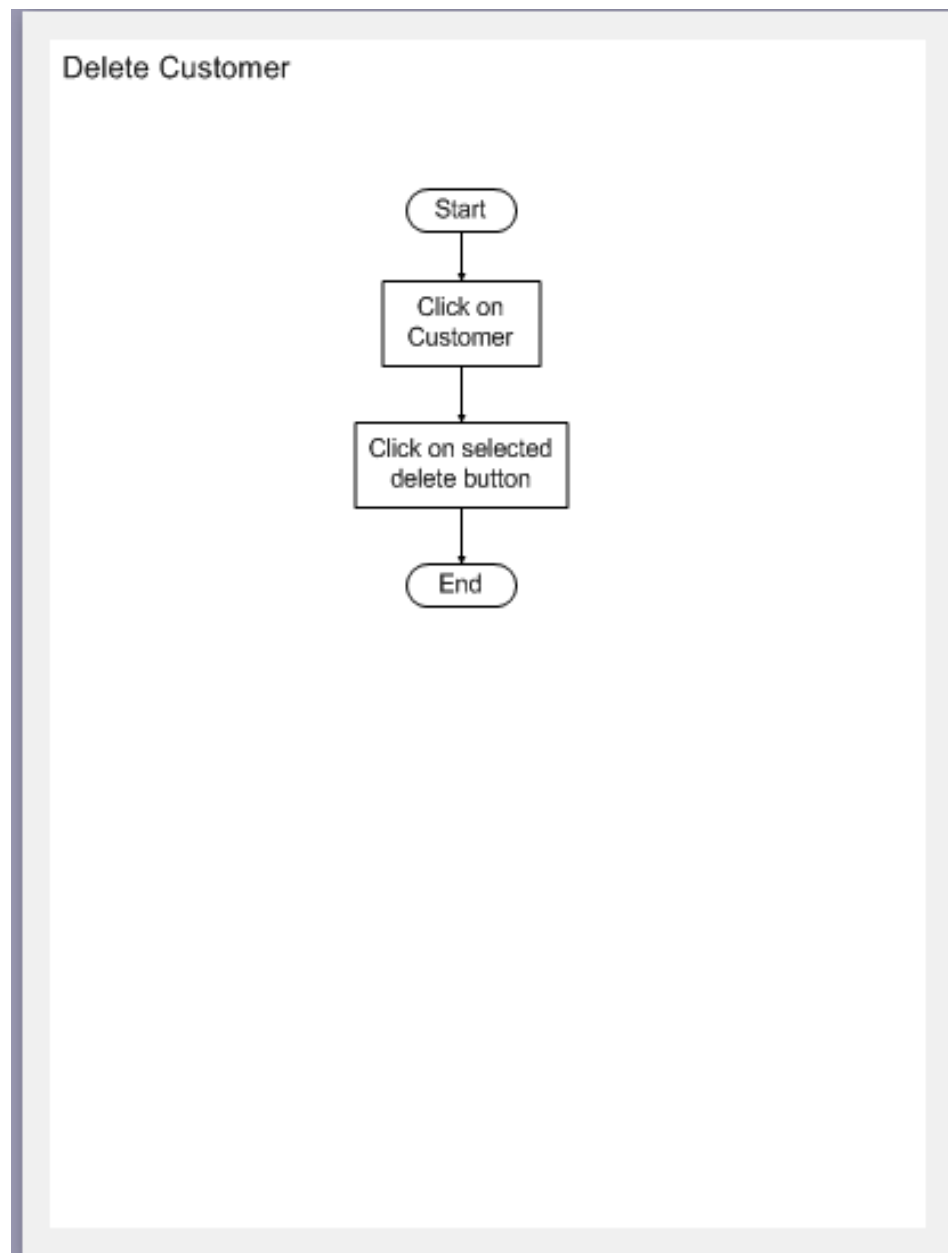 Delete Customer
Start
Click on
Customer
Click on selected
delete button
End